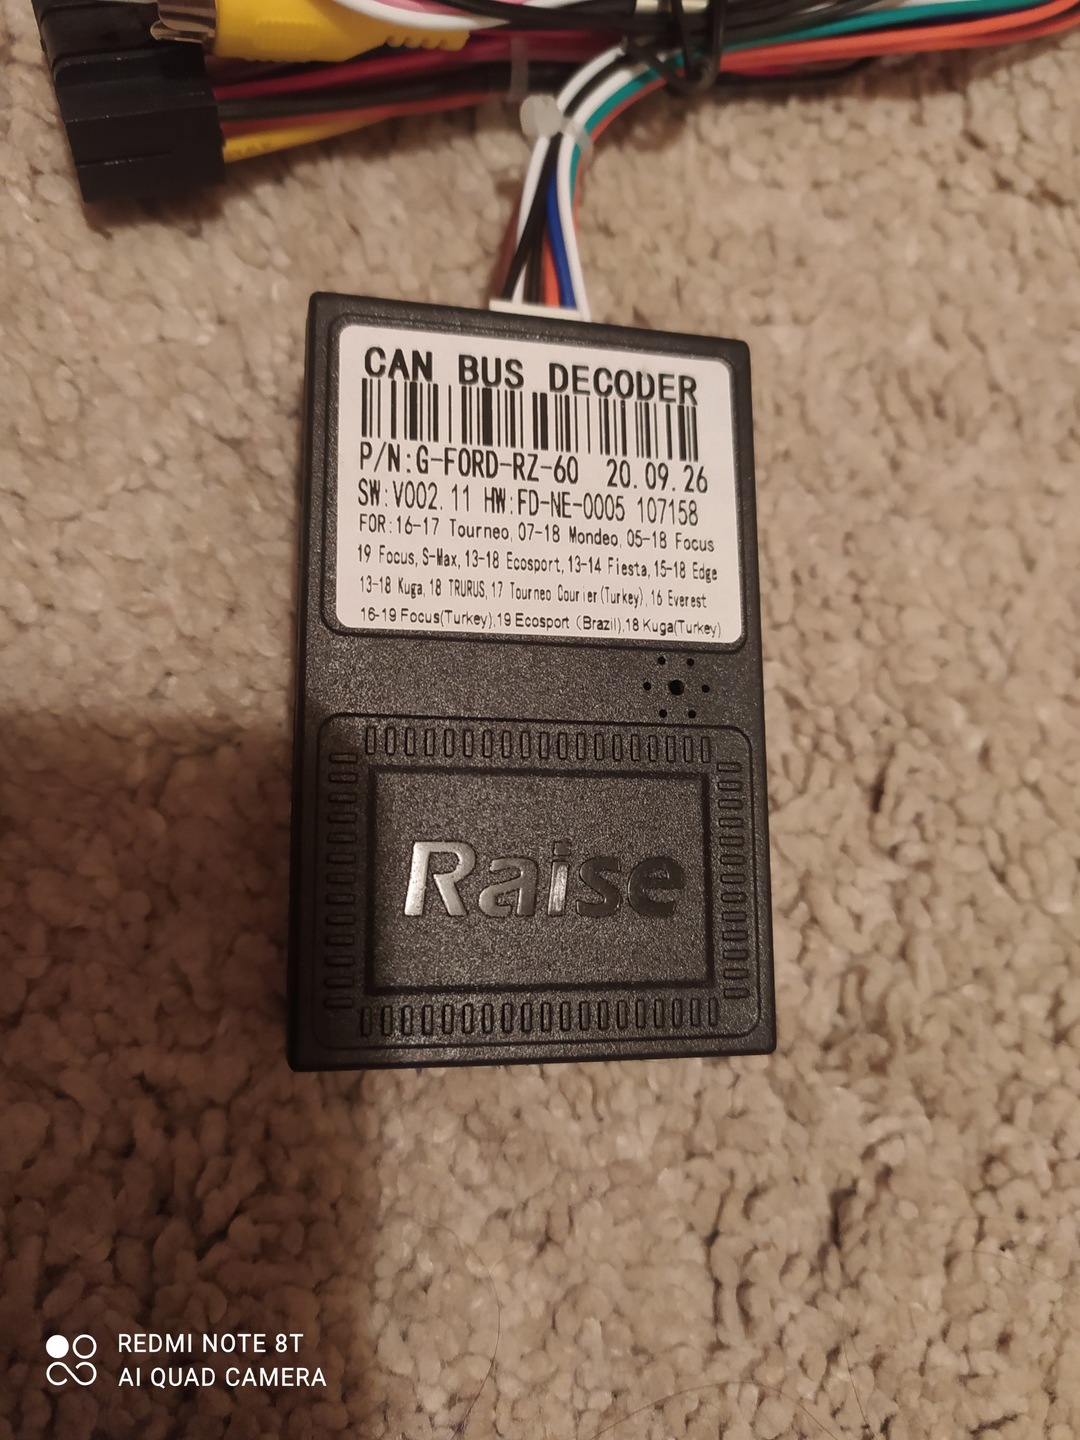 CAN BUS DECODER
P/N:G-FORD-RZ-60 20.09.26
SW:V002.11 HW:FD-NE-0005 107158
FOR:16-17 Tourneo, 07-18 Mondeo, 05-18 Focus
19 Focus, S-Max, 13-18 Ecosport, 13-14 Fiesta, 15-18 Edge
13-18 Kuga, 18 TRURUS, 17 Tourneo Courier(Turkey), 16 Everest
16-19 Focus(Turkey), 19 Ecosport (Brazil), 18 Kuga(Turkey)
Raise
REDMI NOTE 8T
AI QUAD CAMERA